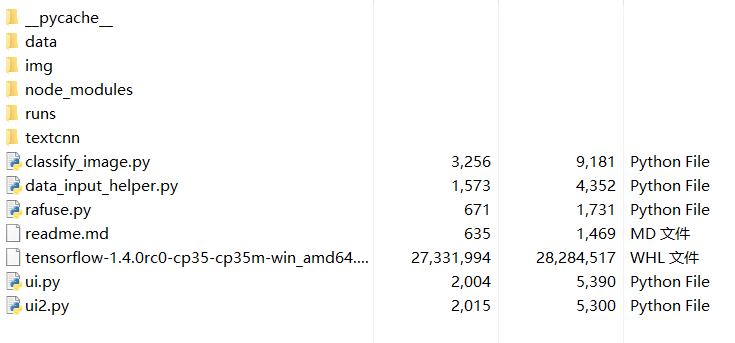 __pycache__
data
img
node_modules
runs
textcnn
classify_image.py 3,256 9,181 Python File
data_input_helper.py 1,573 4,352 Python File
rafuse.py 671 1,731 Python File
readme.md 635 1,469 MD 文件
tensorflow-1.4.0rc0-cp35-cp35m-win_amd64.... 27,331,994 28,284,517 WHL 文件
ui.py 2,004 5,390 Python File
ui2.py 2,015 5,300 Python File